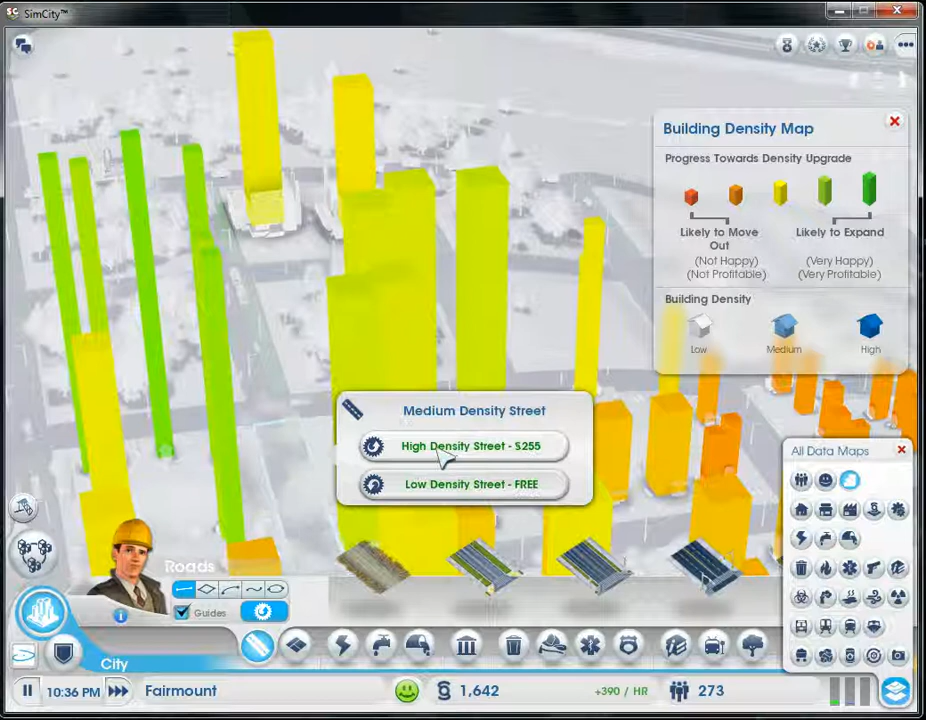 SimCity™
Building Density Map
Progress Towards Density Upgrade
Likely to Move
Out
(Not Happy)
(Not Profitable)
Likely to Expand
(Very Happy)
(Very Profitable)
Building Density
Low
Medium
High
Medium Density Street
High Density Street - §255
Low Density Street - FREE
All Data Maps
Roads
Guides
City
10:36 PM
Fairmount
1,642
+390 / HR
273